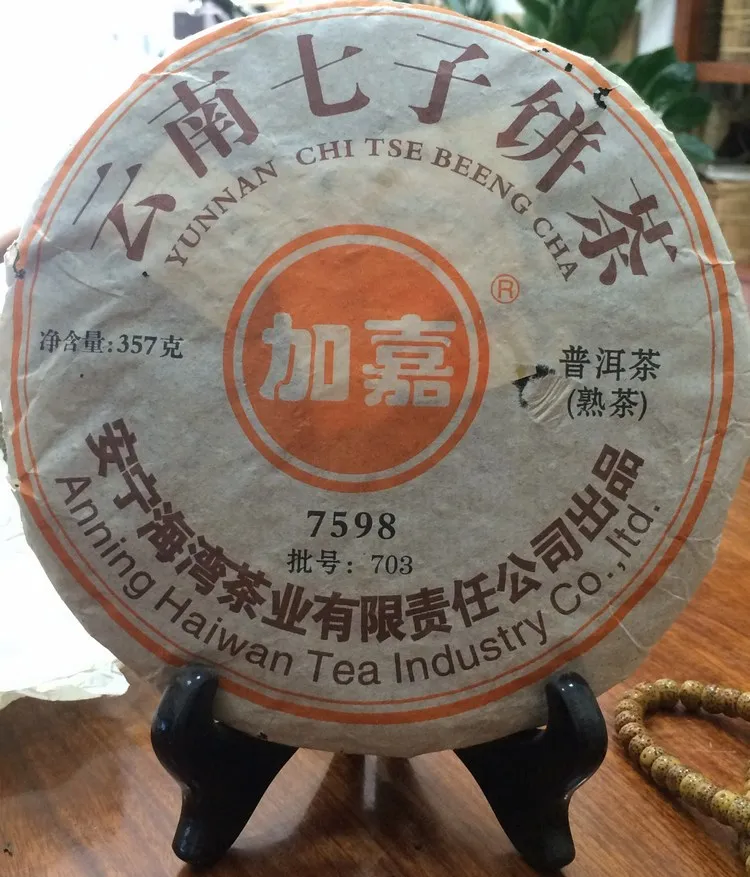 云南七子饼茶
YUNNAN CHI TSE BEENG CHA
®
加嘉
净含量:357克
普洱茶
(熟茶)
7598
批号: 703
安宁海湾茶业有限责任公司出品
Anning Haiwan Tea Industry Co.,ltd.